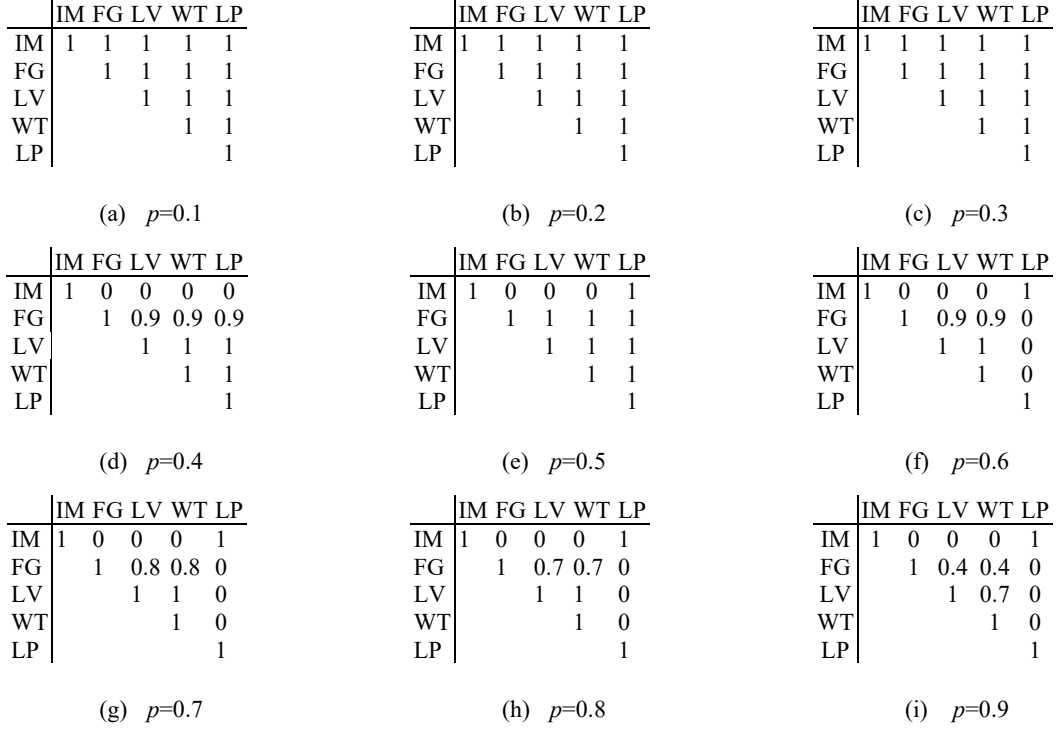 IM FG LV WT LP
IM 1 1 1 1 1
FG 1 1 1 1
LV 1 1 1
WT 1 1
LP 1
(a) p=0.1
IM FG LV WT LP
IM 1 1 1 1 1
FG 1 1 1 1
LV 1 1 1
WT 1 1
LP 1
(b) p=0.2
IM FG LV WT LP
IM 1 1 1 1 1
FG 1 1 1 1
LV 1 1 1
WT 1 1
LP 1
(c) p=0.3
IM FG LV WT LP
IM 1 0 0 0 0
FG 1 0.9 0.9 0.9
LV 1 1 1
WT 1 1
LP 1
(d) p=0.4
IM FG LV WT LP
IM 1 0 0 0 1
FG 1 1 1 1
LV 1 1 1
WT 1 1
LP 1
(e) p=0.5
IM FG LV WT LP
IM 1 0 0 0 1
FG 1 0.9 0.9 0
LV 1 1 0
WT 1 0
LP 1
(f) p=0.6
IM FG LV WT LP
IM 1 0 0 0 1
FG 1 0.8 0.8 0
LV 1 1 0
WT 1 0
LP 1
(g) p=0.7
IM FG LV WT LP
IM 1 0 0 0 1
FG 1 0.7 0.7 0
LV 1 1 0
WT 1 0
LP 1
(h) p=0.8
IM FG LV WT LP
IM 1 0 0 0 1
FG 1 0.4 0.4 0
LV 1 0.7 0
WT 1 0
LP 1
(i) p=0.9